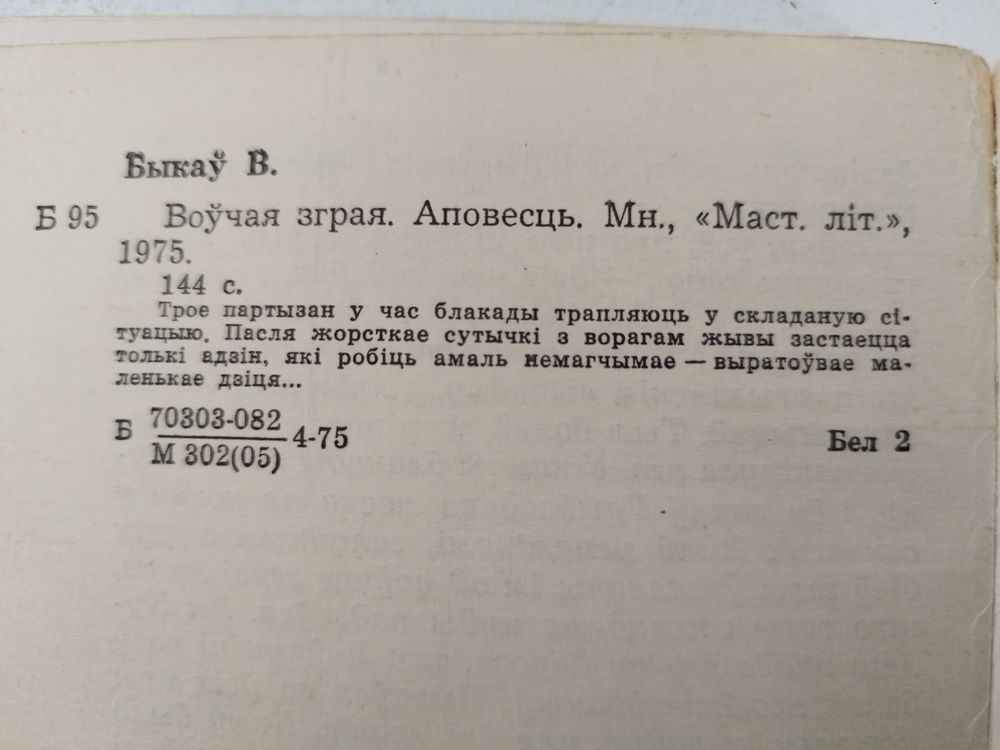 Быкаў В.
Б 95 Воўчая зграя. Аповесць. Мн., «Маст. літ.»,
1975.
144 с.
Трое партызан у час блакады трапляюць у складаную сі-
туацыю. Пасля жорсткае сутычкі з ворагам жывы застаецца
толькі адзін, які робіць амаль немагчымае — выратоўвае ма-
ленькае дзіця...
Б 70303-082 4-75 Бел 2
М 302(05)